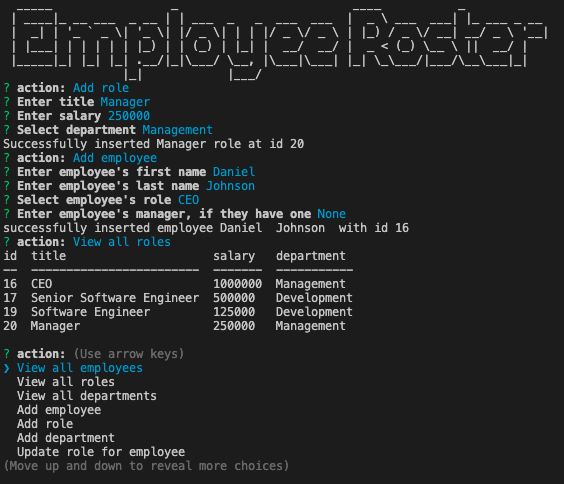 Employee Roster
? action: Add role
? Enter title Manager
? Enter salary 250000
? Select department Management
Successfully inserted Manager role at id 20
? action: Add employee
? Enter employee's first name Daniel
? Enter employee's last name Johnson
? Select employee's role CEO
? Enter employee's manager, if they have one None
successfully inserted employee Daniel  Johnson  with id 16
? action: View all roles
id  title                     salary   department
--  ------------------------  -------  -----------
16  CEO                       1000000  Management
17  Senior Software Engineer  500000   Development
19  Software Engineer         125000   Development
20  Manager                   250000   Management
? action: (Use arrow keys)
❯ View all employees
  View all roles
  View all departments
  Add employee
  Add role
  Add department
  Update role for employee
(Move up and down to reveal more choices)